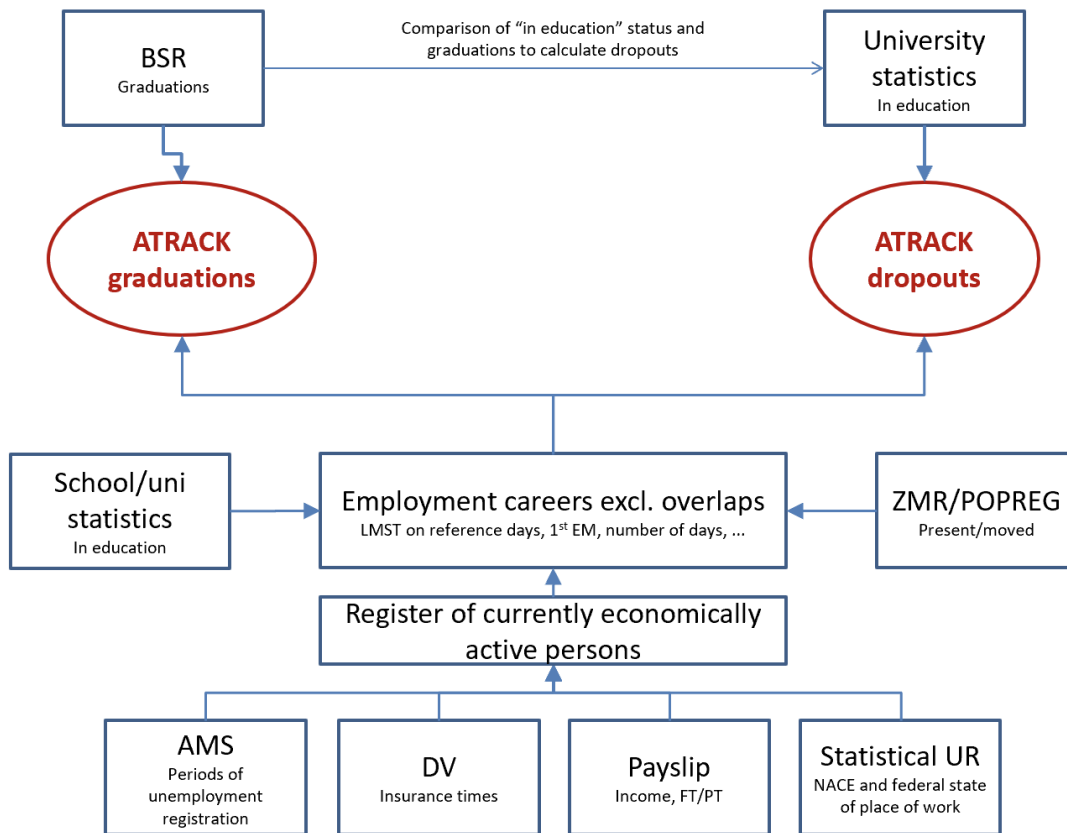 BSR
Graduations
Comparison of “in education” status and
graduations to calculate dropouts
University
statistics
In education
ATRACK
graduations
ATRACK
dropouts
School/uni
statistics
In education
Employment careers excl. overlaps
LMST on reference days, 1st EM, number of days, ...
ZMR/POPREG
Present/moved
Register of currently economically
active persons
AMS
Periods of
unemployment
registration
DV
Insurance times
Payslip
Income, FT/PT
Statistical UR
NACE and federal state
of place of work